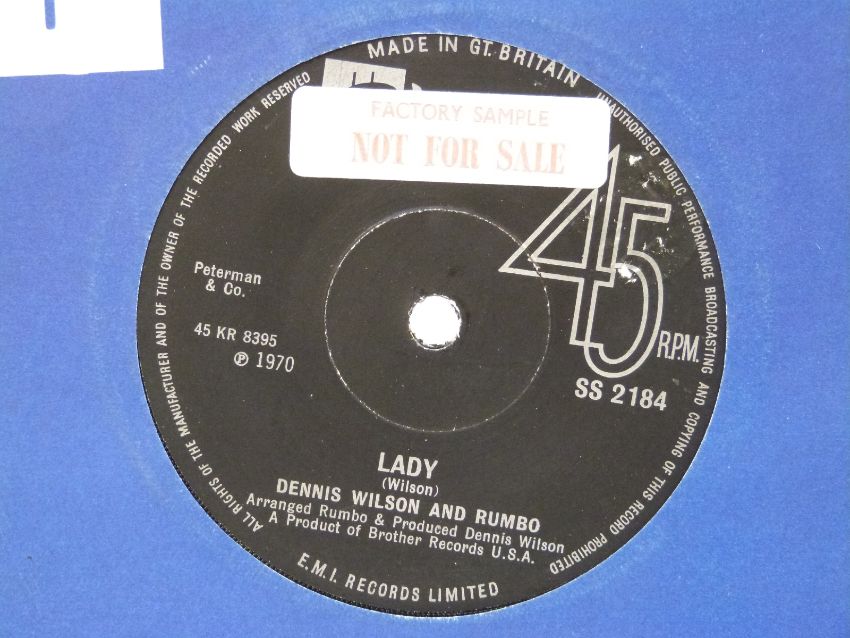 MADE IN GT. BRITAIN
UNAUTHORISED PUBLIC PERFORMANCE BROADCASTING AND COPYING OF THIS RECORD PROHIBITED
ALL RIGHTS OF THE MANUFACTURER AND OF THE OWNER OF THE RECORDED WORK RESERVED
FACTORY SAMPLE
NOT FOR SALE
45
R.P.M.
SS 2184
Peterman
& Co.
45 KR 8395
℗ 1970
LADY
(Wilson)
DENNIS WILSON AND RUMBO
Arranged Rumbo & Produced Dennis Wilson
A Product of Brother Records U.S.A.
E.M.I. RECORDS LIMITED